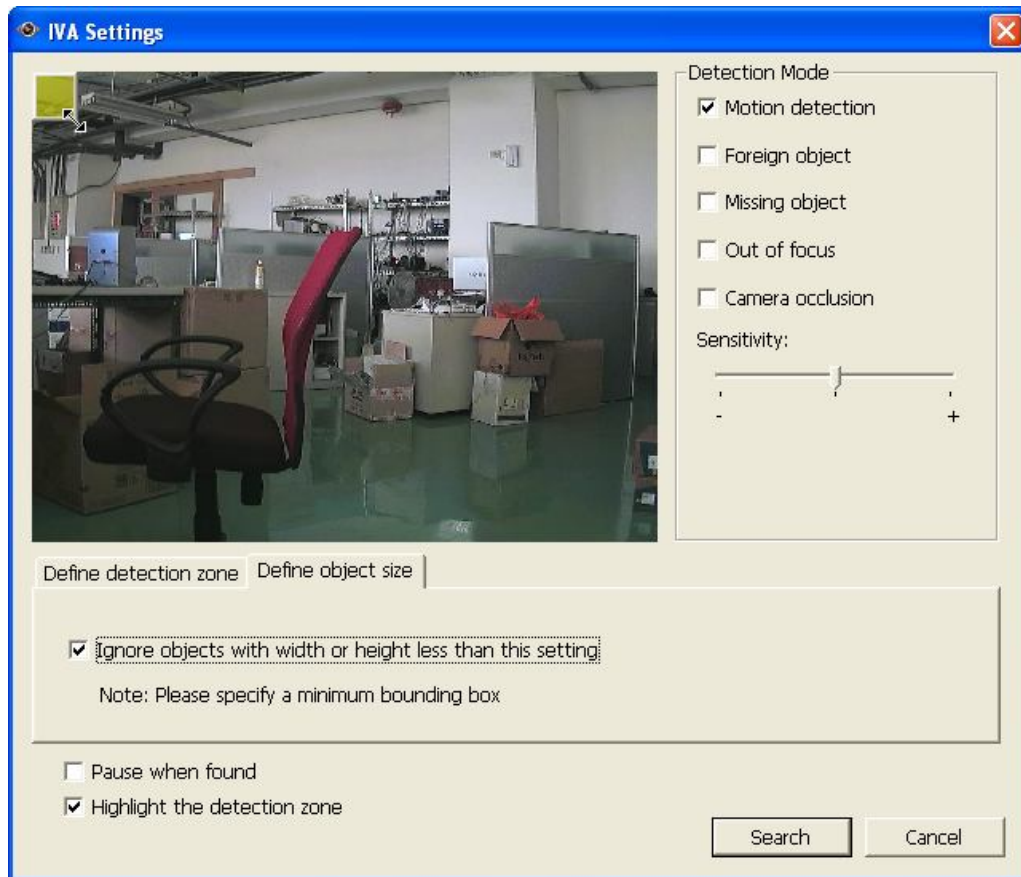 IVA Settings
Detection Mode
Motion detection
Foreign object
Missing object
Out of focus
Camera occlusion
Sensitivity:
- +
Define detection zone Define object size
Ignore objects with width or height less than this setting
Note: Please specify a minimum bounding box
Pause when found
Highlight the detection zone
Search Cancel